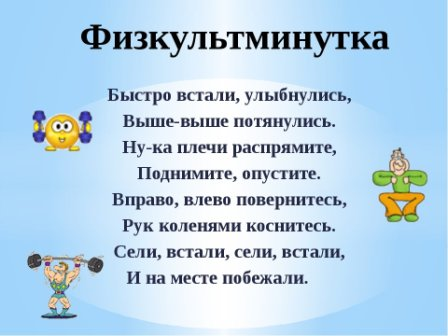 Физкультминутка
Быстро встали, улыбнулись,
Выше-выше потянулись.
Ну-ка плечи распрямите,
Поднимите, опустите.
Вправо, влево повернитесь,
Рук коленями коснитесь.
Сели, встали, сели, встали,
И на месте побежали.